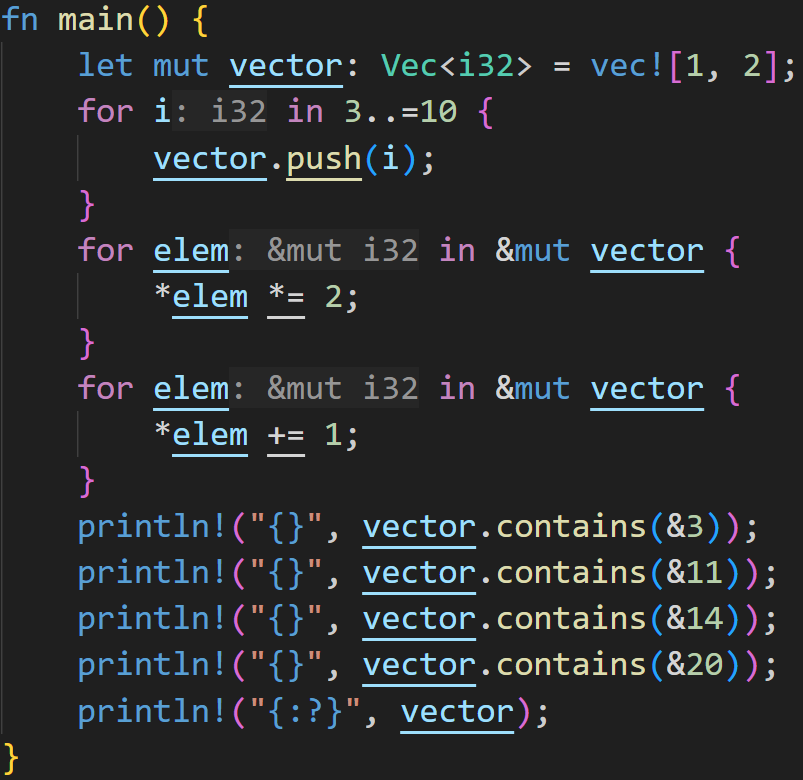 fn main() {
    let mut vector: Vec<i32> = vec![1, 2];
    for i: i32 in 3..=10 {
        vector.push(i);
    }
    for elem: &mut i32 in &mut vector {
        *elem *= 2;
    }
    for elem: &mut i32 in &mut vector {
        *elem += 1;
    }
    println!("{}", vector.contains(&3));
    println!("{}", vector.contains(&11));
    println!("{}", vector.contains(&14));
    println!("{}", vector.contains(&20));
    println!("{:?}", vector);
}